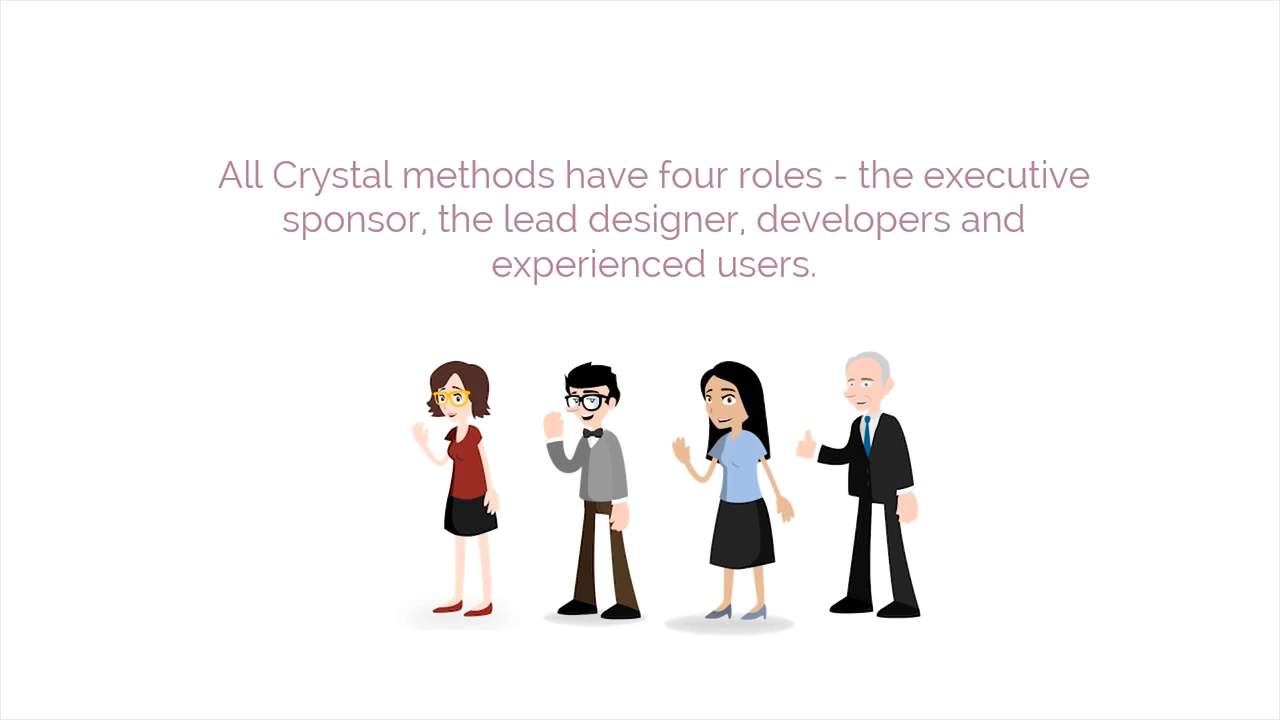 All Crystal methods have four roles - the executive
sponsor, the lead designer, developers and
experienced users.